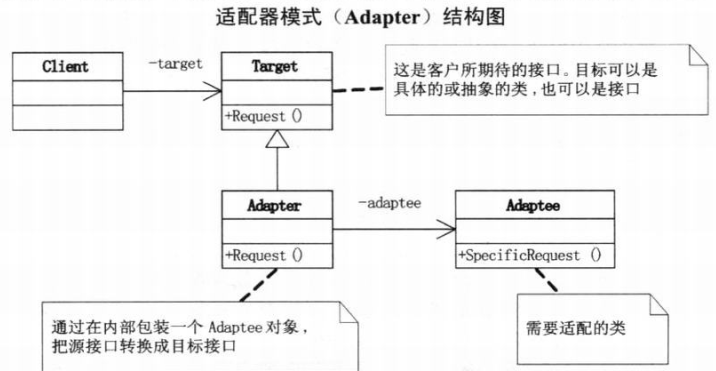 适配器模式（Adapter）结构图
Client
-target
Target
+Request()
这是客户所期待的接口。目标可以是
具体的或抽象的类,也可以是接口
Adapter
+Request()
-adaptee
Adaptee
+SpecificRequest ()
通过在内部包装一个 Adaptee 对象，
把源接口转换成目标接口
需要适配的类